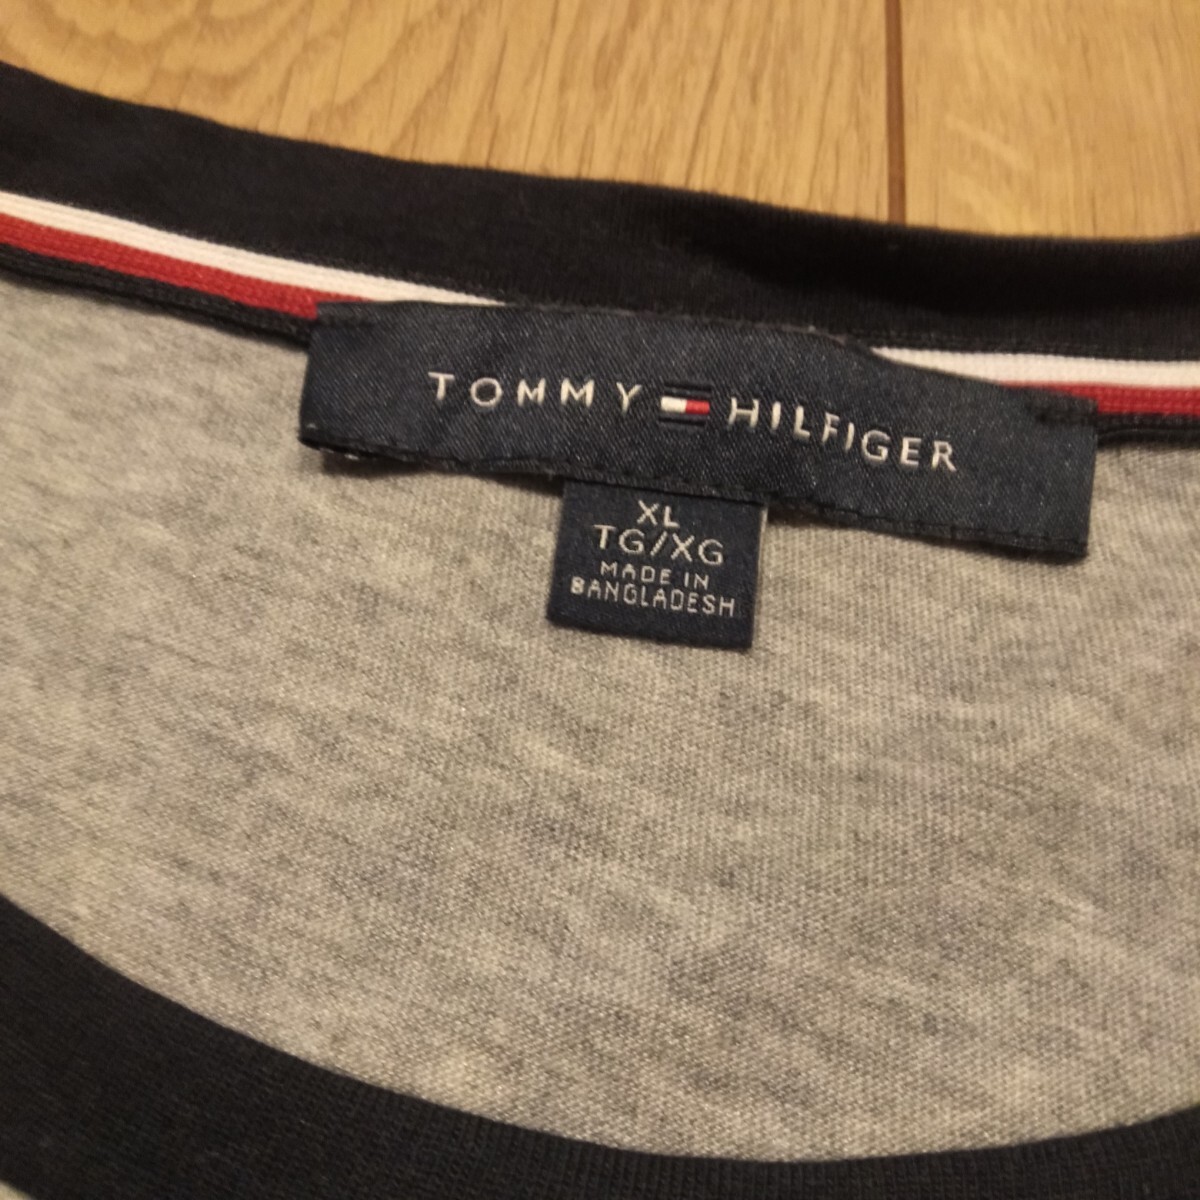 TOMMY HILFIGER
XL
TG/XG
MADE IN
BANGLADESH